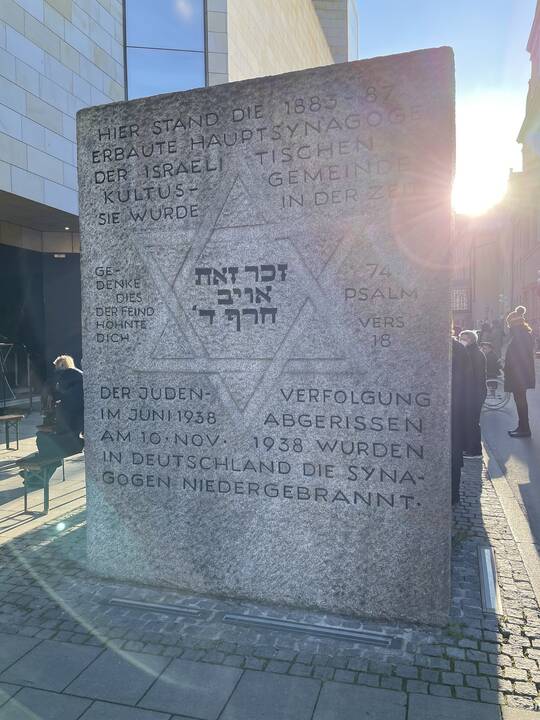 HIER STAND DIE 1883-87
ERBAUTE HAUPTSYNAGOGE
DER ISRAELITISCHEN
KULTUS- GEMEINDE
SIE WURDE IN DER ZEIT
GE-
DENKE
DIES
DER FEIND
HÖHNTE
DICH
זכר זאת
אויב
חרף ד'
74.
PSALM
VERS
18
DER JUDEN- VERFOLGUNG
IM JUNI 1938 ABGERISSEN
AM 10·NOV· 1938 WURDEN
IN DEUTSCHLAND DIE SYNA-
GOGEN NIEDERGEBRANNT·